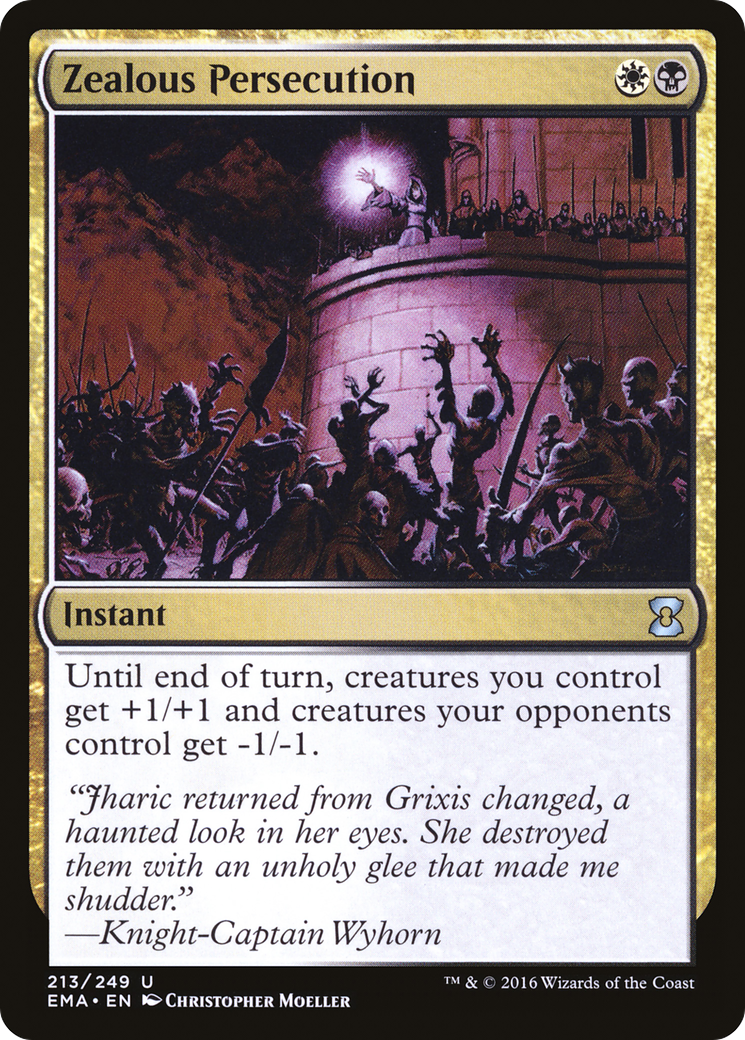 Zealous Persecution
Instant
Until end of turn, creatures you control
get +1/+1 and creatures your opponents
control get -1/-1.
“Jharic returned from Grixis changed, a
haunted look in her eyes. She destroyed
them with an unholy glee that made me
shudder.”
—Knight-Captain Wyhorn
213/249 U
™ & © 2016 Wizards of the Coast
EMA • EN Christopher Moeller